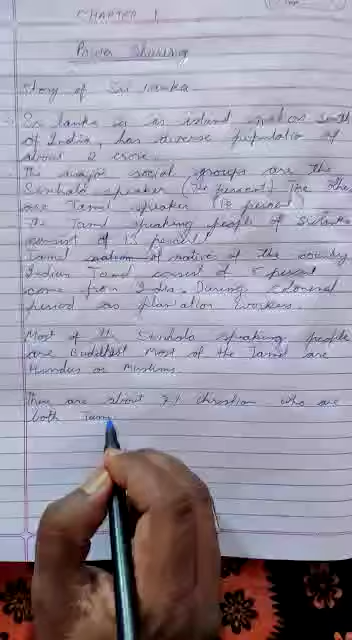 CHAPTER 1
Power Sharing
Story of Sri lanka
Sri lanka is an island nation south
of India, has diverse population of
about 2 crore.
The major social groups are the
Sinhala speaker (74 percent) The other
are Tamil speaker (18 percent)
The Tamil speaking people of Sri lanka
consist of 13 percent
Tamil nation of native of the country
Indian Tamil consist of 5 percent
came from India. During colonial
period as plantation workers.
Most of the Sinhala speaking people
are Buddhist Most of the Tamil are
Hindus or Muslims.
There are about 7% christian who are
both Tami